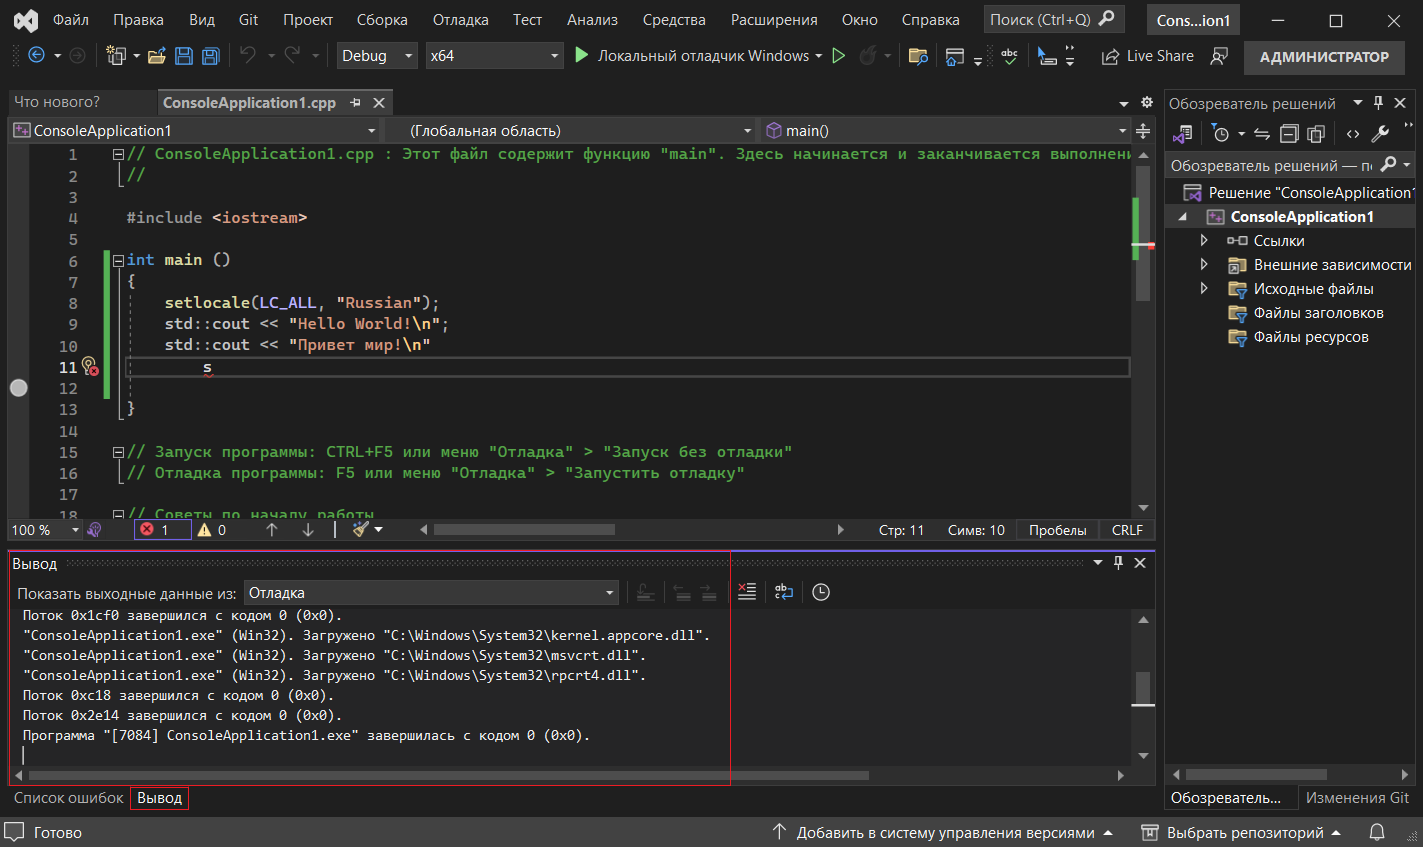 Файл Правка Вид Git Проект Сборка Отладка Тест Анализ Средства Расширения Окно Справка Поиск (Ctrl+Q) Cons...ion1
Debug x64 Локальный отладчик Windows abc Live Share АДМИНИСТРАТОР
Что нового? ConsoleApplication1.cpp
ConsoleApplication1 (Глобальная область) main()
1 // ConsoleApplication1.cpp : Этот файл содержит функцию "main". Здесь начинается и заканчивается выполнени
2 //
3
4 #include <iostream>
5
6 int main ()
7 {
8 setlocale(LC_ALL, "Russian");
9 std::cout << "Hello World!\n";
10 std::cout << "Привет мир!\n"
11 s
12
13 }
14
15 // Запуск программы: CTRL+F5 или меню "Отладка" > "Запуск без отладки"
16 // Отладка программы: F5 или меню "Отладка" > "Запустить отладку"
17
18 // Советы по началу работы
100 % 1 0 Стр: 11 Симв: 10 Пробелы CRLF
Вывод
Показать выходные данные из: Отладка
Поток 0x1cf0 завершился с кодом 0 (0x0).
"ConsoleApplication1.exe" (Win32). Загружено "C:\Windows\System32\kernel.appcore.dll".
"ConsoleApplication1.exe" (Win32). Загружено "C:\Windows\System32\msvcrt.dll".
"ConsoleApplication1.exe" (Win32). Загружено "C:\Windows\System32\rpcrt4.dll".
Поток 0xc18 завершился с кодом 0 (0x0).
Поток 0x2e14 завершился с кодом 0 (0x0).
Программа "[7084] ConsoleApplication1.exe" завершилась с кодом 0 (0x0).
Список ошибок Вывод
Обозреватель решений
Обозреватель решений — п
Решение "ConsoleApplication1
ConsoleApplication1
Ссылки
Внешние зависимости
Исходные файлы
Файлы заголовков
Файлы ресурсов
Обозреватель... Изменения Git
Готово Добавить в систему управления версиями Выбрать репозиторий